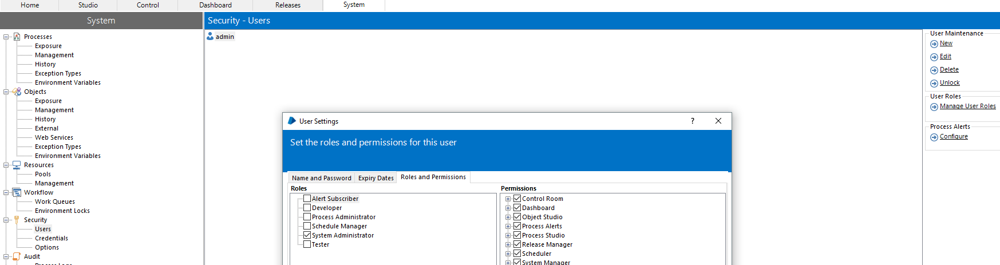 Home Studio Control Dashboard Releases System
System
Processes
Exposure
Management
History
Exception Types
Environment Variables
Objects
Exposure
Management
History
External
Web Services
Exception Types
Environment Variables
Resources
Pools
Management
Workflow
Work Queues
Environment Locks
Security
Users
Credentials
Options
Audit
Process Logs
Security - Users
admin
User Settings ?
Set the roles and permissions for this user
Name and Password Expiry Dates Roles and Permissions
Roles
Alert Subscriber
Developer
Process Administrator
Schedule Manager
System Administrator
Tester
Permissions
Control Room
Dashboard
Object Studio
Process Alerts
Process Studio
Release Manager
Scheduler
System Manager
User Maintenance
New
Edit
Delete
Unlock
User Roles
Manage User Roles
Process Alerts
Configure